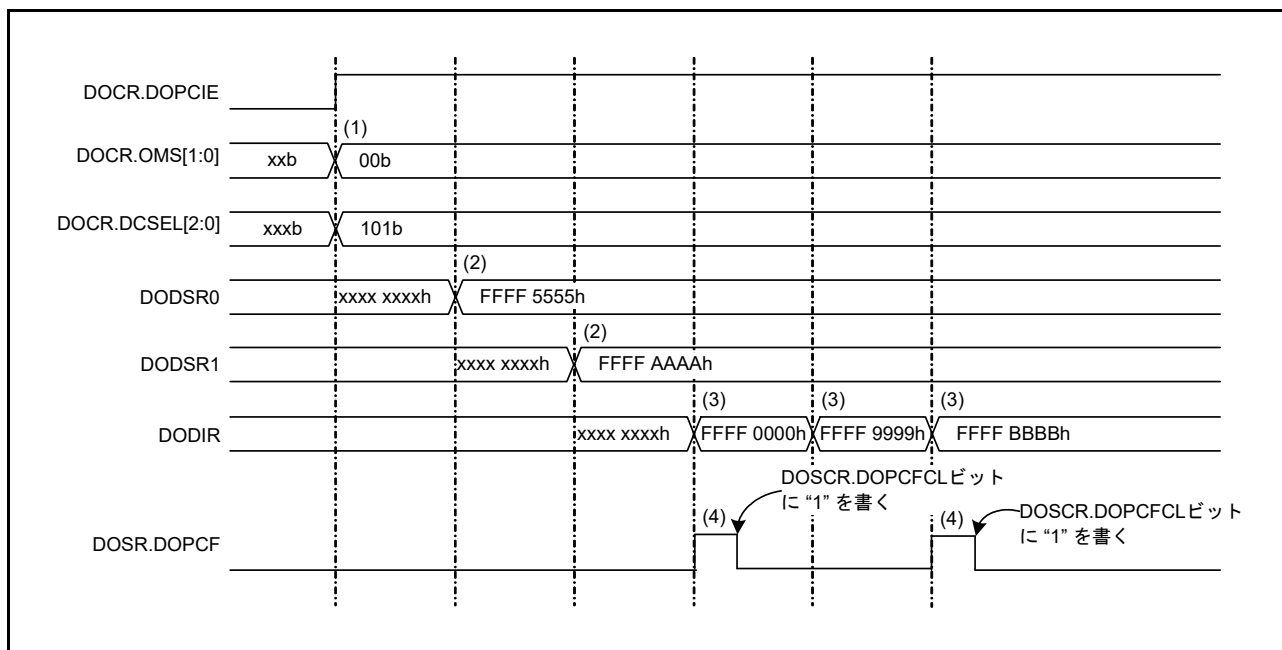 DOCR.DOPCIE
(1)
DOCR.OMS[1:0]
xxb
00b
DOCR.DCSEL[2:0]
xxxb
101b
(2)
DODSR0
xxxx xxxxh
FFFF 5555h
(2)
DODSR1
xxxx xxxxh
FFFF AAAAh
(3)
(3)
(3)
DODIR
xxxx xxxxh
FFFF 0000h
FFFF 9999h
FFFF BBBBh
DOSCR.DOPCFCLビット
に “1” を書く
DOSCR.DOPCFCLビット
に “1” を書く
(4)
(4)
DOSR.DOPCF